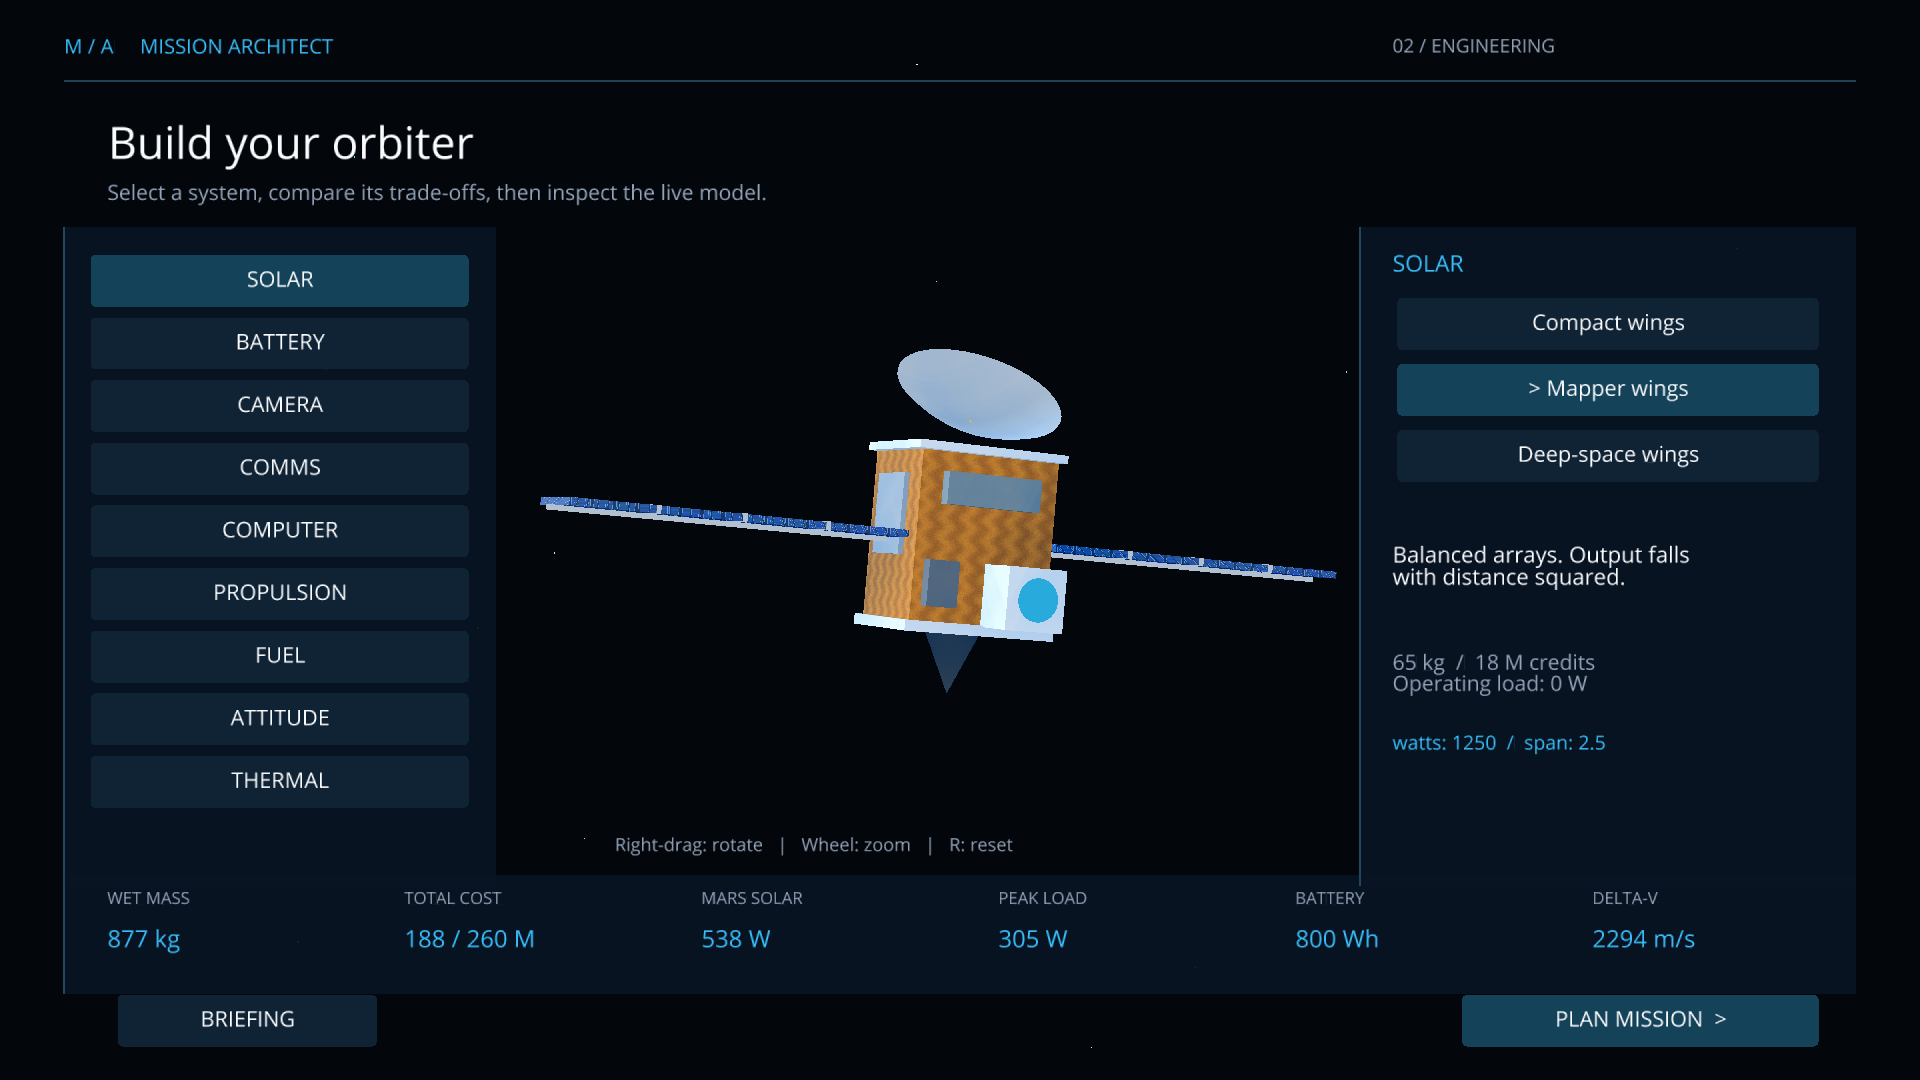 M / A MISSION ARCHITECT
02 / ENGINEERING
Build your orbiter
Select a system, compare its trade-offs, then inspect the live model.
SOLAR
BATTERY
CAMERA
COMMS
COMPUTER
PROPULSION
FUEL
ATTITUDE
THERMAL
Right-drag: rotate | Wheel: zoom | R: reset
SOLAR
Compact wings
> Mapper wings
Deep-space wings
Balanced arrays. Output falls
with distance squared.
65 kg / 18 M credits
Operating load: 0 W
watts: 1250 / span: 2.5
WET MASS
877 kg
TOTAL COST
188 / 260 M
MARS SOLAR
538 W
PEAK LOAD
305 W
BATTERY
800 Wh
DELTA-V
2294 m/s
BRIEFING
PLAN MISSION >